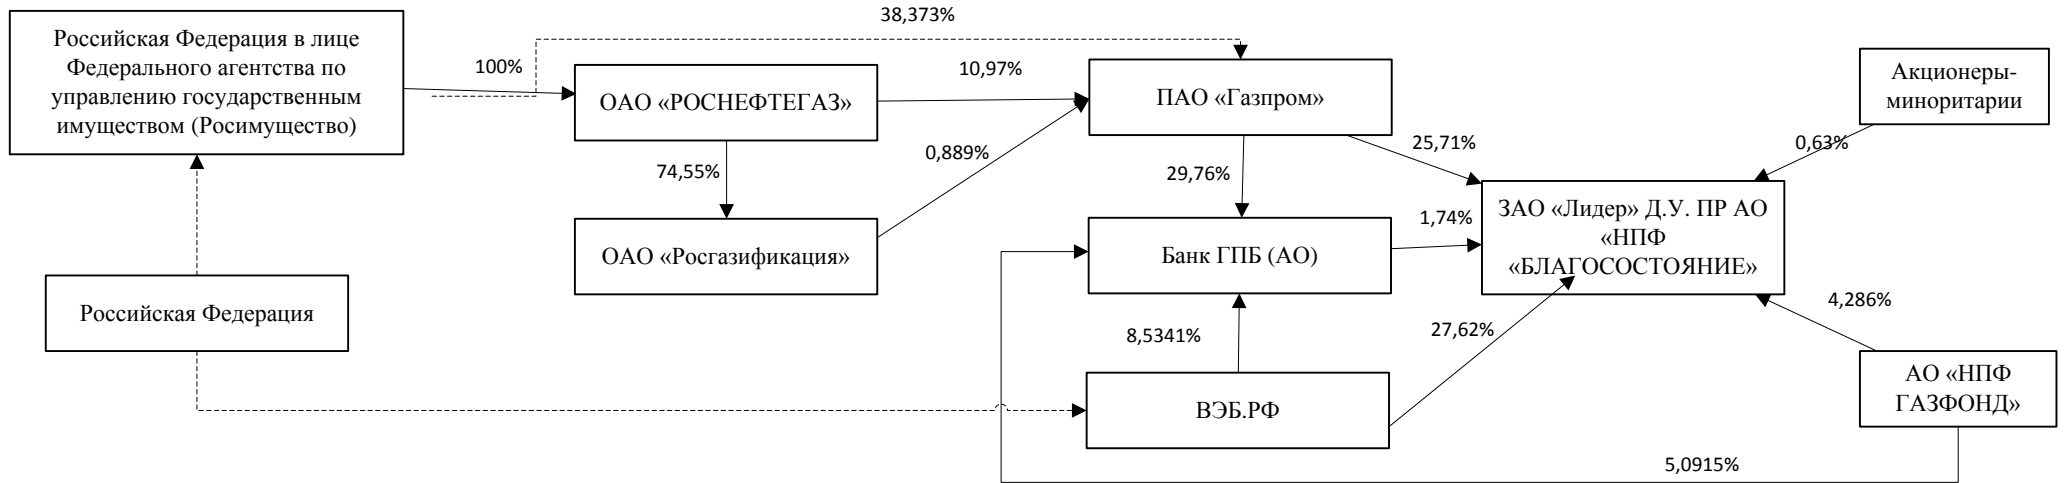 38,373%
Российская Федерация в лице
Федерального агентства по
управлению государственным
имуществом (Росимущество)
100%
ОАО «РОСНЕФТЕГАЗ»
10,97%
ПАО «Газпром»
Акционеры-
миноритарии
74,55%
0,889%
29,76%
25,71%
0,63%
ОАО «Росгазификация»
Банк ГПБ (АО)
1,74%
ЗАО «Лидер» Д.У. ПР АО
«НПФ
«БЛАГОСОСТОЯНИЕ»
Российская Федерация
8,5341%
27,62%
4,286%
ВЭБ.РФ
АО «НПФ
ГАЗФОНД»
5,0915%